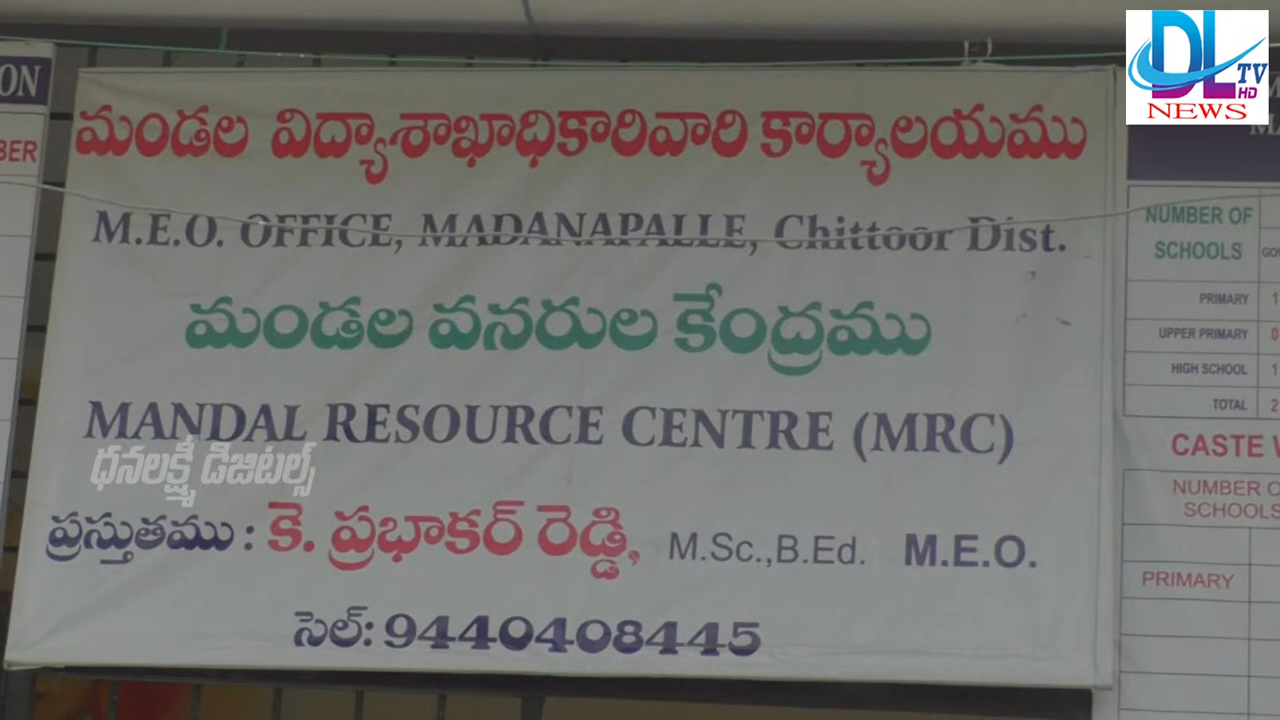 DL TV HD
NEWS
మండల విద్యాశాఖాధికారివారి కార్యాలయము
M.E.O. OFFICE, MADANAPALLE, Chittoor Dist.
మండల వనరుల కేంద్రము
MANDAL RESOURCE CENTRE (MRC)
ధనలక్ష్మి డిజిటల్స్
ప్రస్తుతము : కె. ప్రభాకర్ రెడ్డి, M.Sc.,B.Ed. M.E.O.
సెల్: 9440408445
NUMBER OF
SCHOOLS
PRIMARY
UPPER PRIMARY
HIGH SCHOOL
TOTAL
CASTE
NUMBER
SCHOOLS
PRIMARY